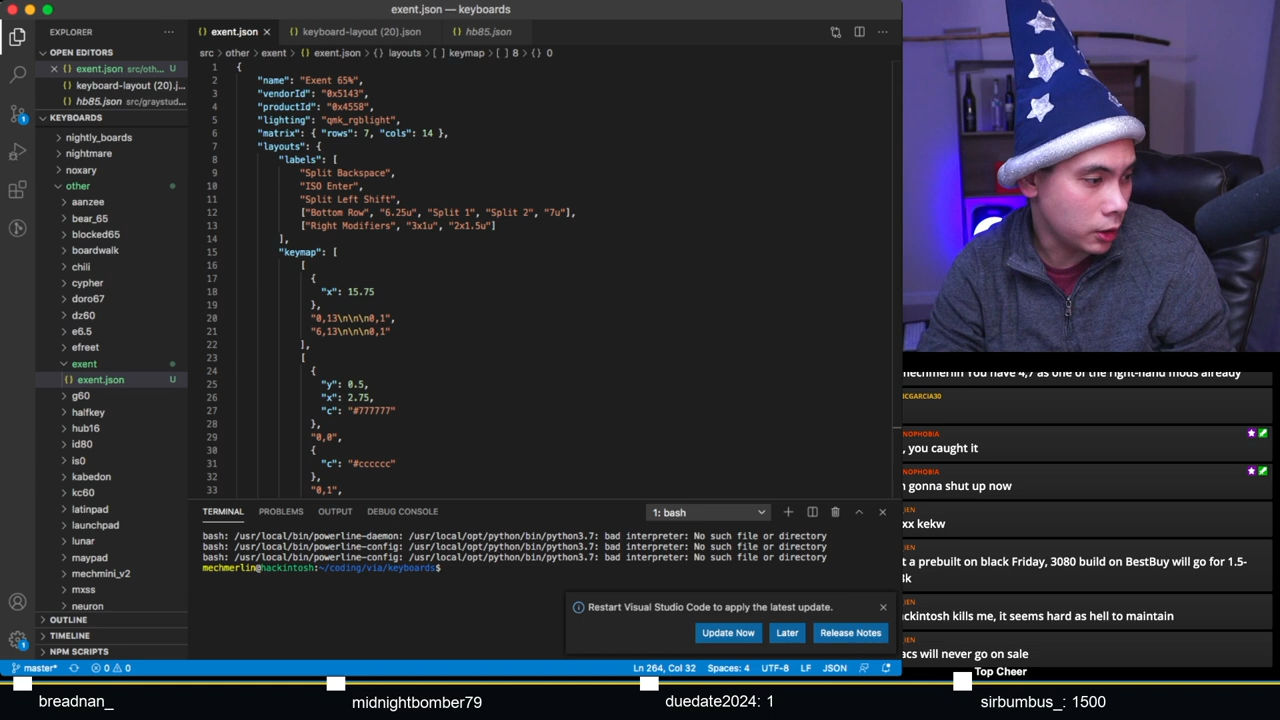 exent.json — keyboards
EXPLORER
OPEN EDITORS
exent.json src/oth... U
keyboard-layout (20).j...
hb85.json src/graystud...
KEYBOARDS
nightly_boards
nightmare
noxary
other
aanzee
bear_65
blocked65
boardwalk
chili
cypher
doro67
dz60
e6.5
efreet
exent
exent.json U
g60
halfkey
hub16
id80
is0
kabedon
kc60
latinpad
launchpad
lunar
maypad
mechmini_v2
mxss
neuron
OUTLINE
TIMELINE
NPM SCRIPTS
exent.json
keyboard-layout (20).json
hb85.json
src > other > exent > {} exent.json > {} layouts > [ ] keymap > [ ] 8 > {} 0
1 {
2 "name": "Exent 65%",
3 "vendorId": "0x5143",
4 "productId": "0x4558",
5 "lighting": "qmk_rgblight",
6 "matrix": { "rows": 7, "cols": 14 },
7 "layouts": {
8 "labels": [
9 "Split Backspace",
10 "ISO Enter",
11 "Split Left Shift",
12 ["Bottom Row", "6.25u", "Split 1", "Split 2", "7u"],
13 ["Right Modifiers", "3x1u", "2x1.5u"]
14 ],
15 "keymap": [
16 [
17 {
18 "x": 15.75
19 },
20 "0,13\n\n\n0,1",
21 "6,13\n\n\n0,1"
22 ],
23 [
24 {
25 "y": 0.5,
26 "x": 2.75,
27 "c": "#777777"
28 },
29 "0,0",
30 {
31 "c": "#cccccc"
32 },
33 "0,1",
TERMINAL PROBLEMS OUTPUT DEBUG CONSOLE
1: bash
bash: /usr/local/bin/powerline-daemon: /usr/local/opt/python/bin/python3.7: bad interpreter: No such file or directory
bash: /usr/local/bin/powerline-config: /usr/local/opt/python/bin/python3.7: bad interpreter: No such file or directory
bash: /usr/local/bin/powerline-config: /usr/local/opt/python/bin/python3.7: bad interpreter: No such file or directory
mechmerlin@hackintosh:~/coding/via/keyboards$
Restart Visual Studio Code to apply the latest update.
Update Now
Later
Release Notes
master* 0 0
Ln 264, Col 32 Spaces: 4 UTF-8 LF JSON
mechmerlin You have 4,7 as one of the right-hand mods already
CGARCIA30
NOPHOBIA
, you caught it
NOPHOBIA
gonna shut up now
IEN
xx kekw
IEN
t a prebuilt on black Friday, 3080 build on BestBuy will go for 1.5-
IEN
ckintosh kills me, it seems hard as hell to maintain
IEN
acs will never go on sale
Top Cheer
breadnan_
midnightbomber79
duedate2024: 1
sirbumbus_: 1500